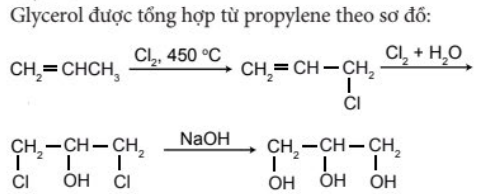 Glycerol được tổng hợp từ propylene theo sơ đồ:
CH₂=CHCH₃ Cl₂, 450 °C CH₂=CH–CH₂ Cl₂ + H₂O
Cl
CH₂–CH–CH₂ NaOH CH₂–CH–CH₂
Cl OH Cl OH OH OH